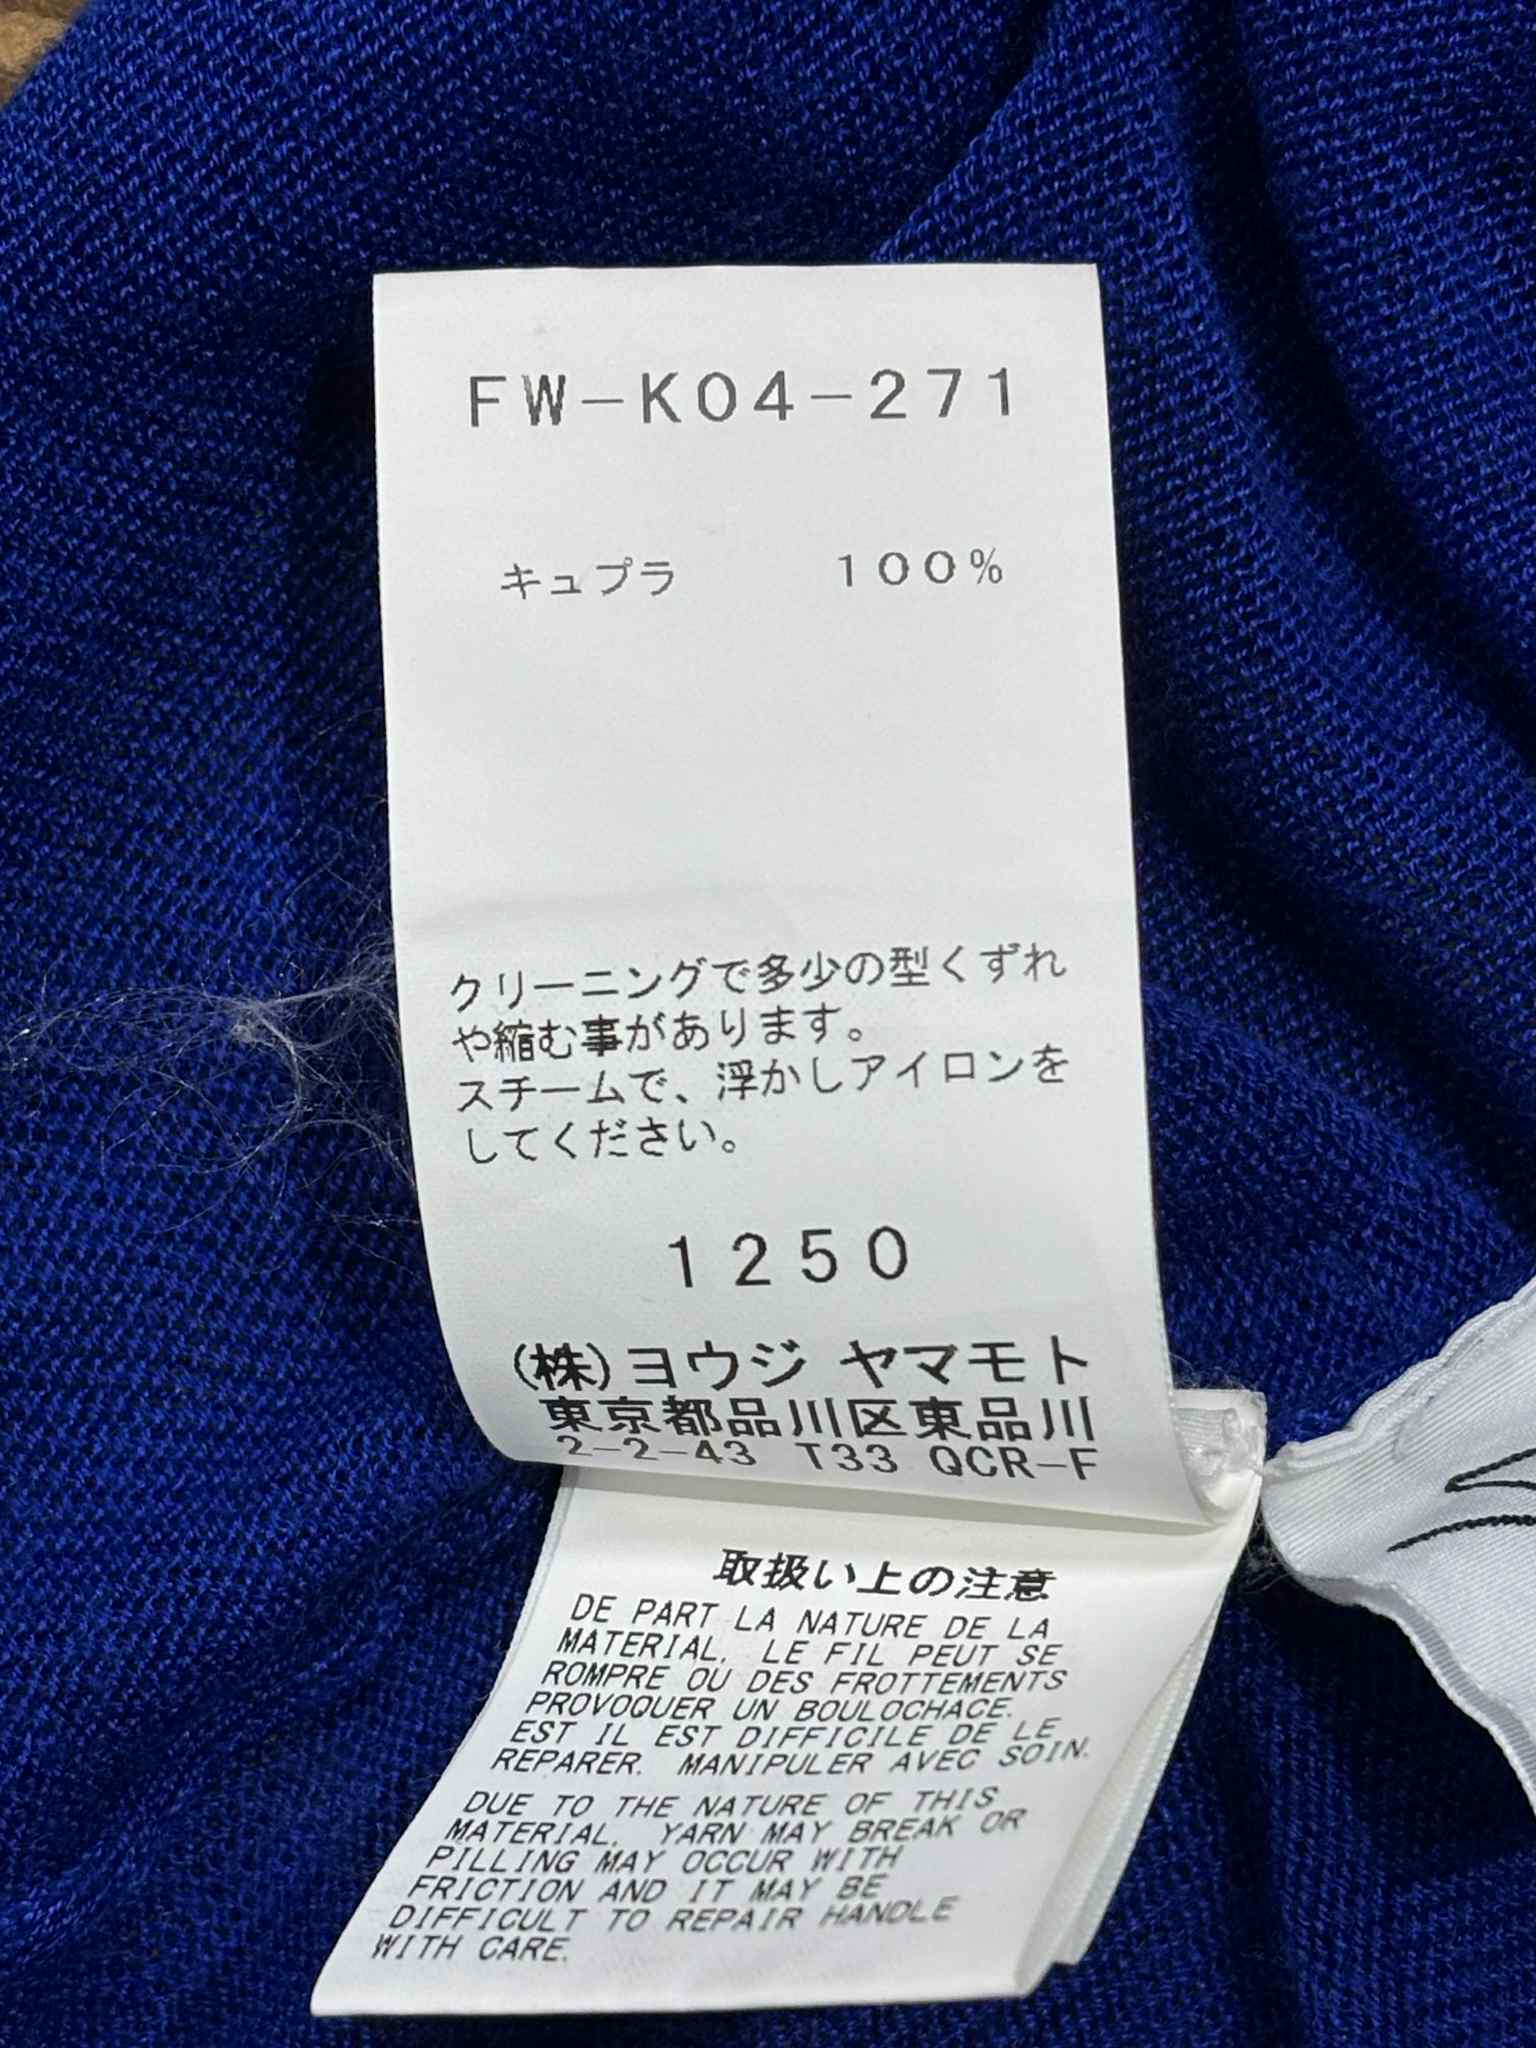 FW-K04-271
キュプラ 100%
クリーニングで多少の型くずれ
や縮む事があります。
スチームで、浮かしアイロンを
してください。
1250
(株)ヨウジ ヤマモト
東京都品川区東品川
2-2-43 T33 QCR-F
取扱い上の注意
DE PART LA NATURE DE LA
MATERIAL, LE FIL PEUT SE
ROMPRE OU DES FROTTEMENTS
PROVOQUER UN BOULOCHACE.
EST IL EST DIFFICILE DE LE
REPARER. MANIPULER AVEC SOIN.
DUE TO THE NATURE OF THIS
MATERIAL, YARN MAY BREAK OR
PILLING MAY OCCUR WITH
FRICTION AND IT MAY BE
DIFFICULT TO REPAIR HANDLE
WITH CARE.